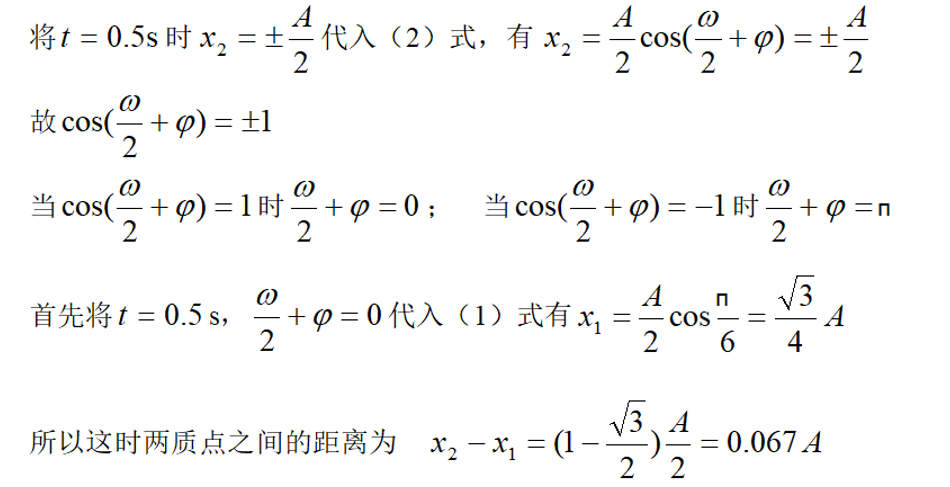 将 t = 0.5s 时 x₂ = ±A/2 代入（2）式，有 x₂ = A/2 cos(ω/2 + φ) = ±A/2
故 cos(ω/2 + φ) = ±1
当 cos(ω/2 + φ) = 1 时 ω/2 + φ = 0； 当 cos(ω/2 + φ) = −1 时 ω/2 + φ = п
首先将 t = 0.5 s，ω/2 + φ = 0 代入（1）式有 x₁ = A/2 cos п/6 = √3/4 A
所以这时两质点之间的距离为 x₂ − x₁ = (1 − √3/2) A/2 = 0.067 A